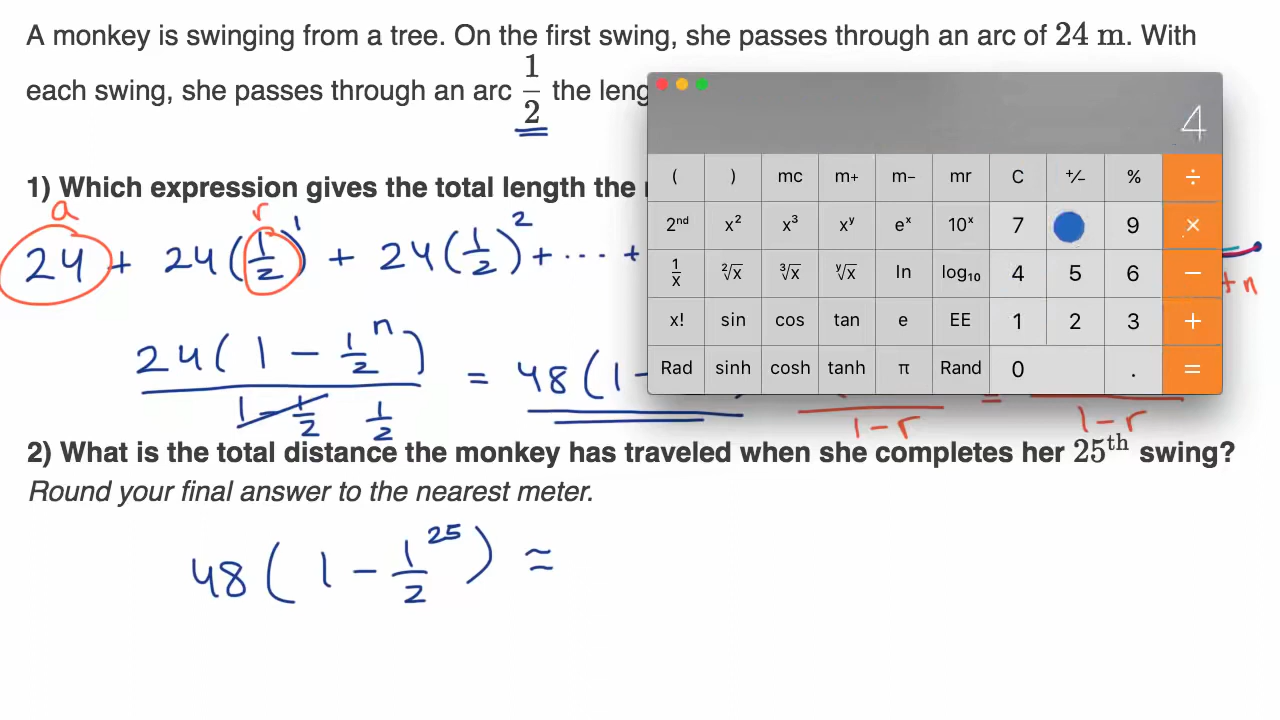 A monkey is swinging from a tree. On the first swing, she passes through an arc of 24 m. With
each swing, she passes through an arc 1/2 the leng
1) Which expression gives the total length the
a r
24 + 24(1/2)^1 + 24(1/2)^2 + ... +
+ n
24(1 - 1/2^n) / (1 - 1/2) 1/2 = 48(1-
1-r = 1-r
2) What is the total distance the monkey has traveled when she completes her 25th swing?
Round your final answer to the nearest meter.
48(1 - 1/2^25) ≈
4
( ) mc m+ m- mr C +/- % ÷
2nd x² x³ xʸ eˣ 10ˣ 7 9 ×
1/x ²√x ³√x ʸ√x ln log₁₀ 4 5 6 −
x! sin cos tan e EE 1 2 3 +
Rad sinh cosh tanh π Rand 0 . =